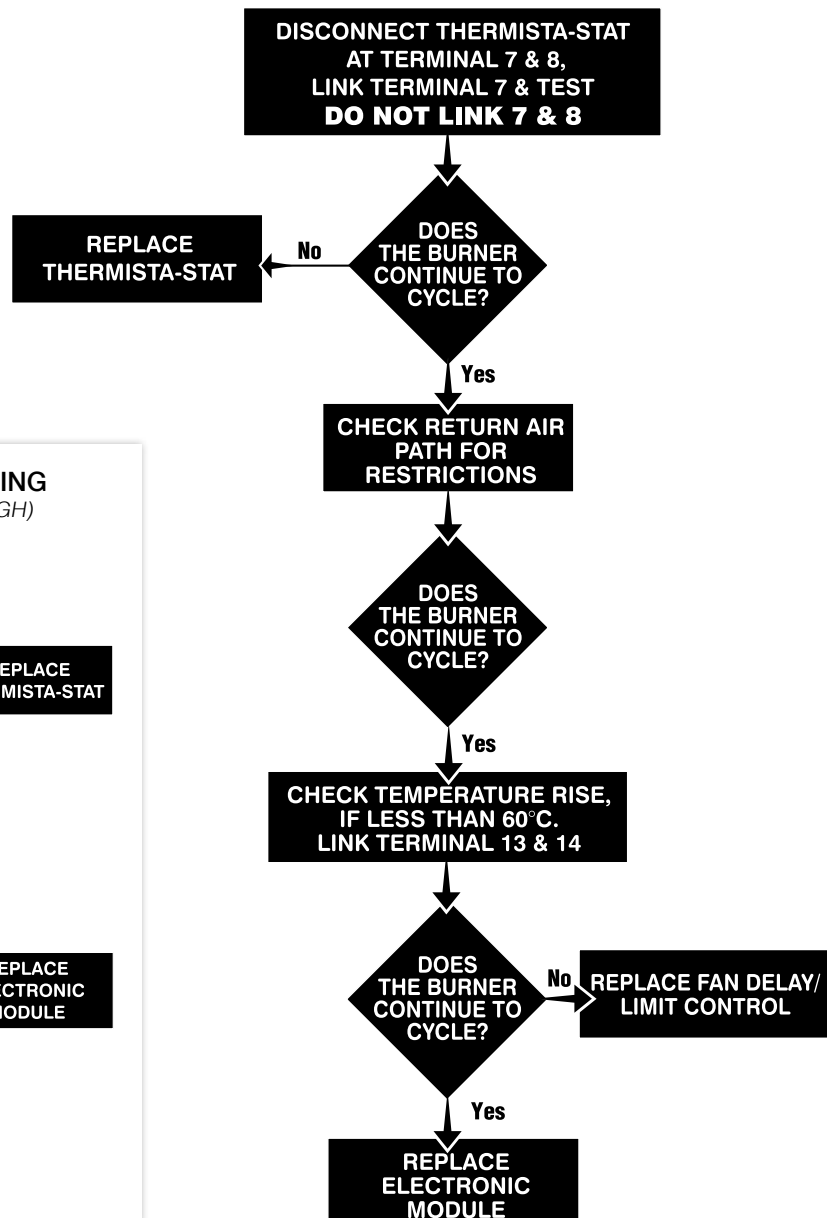 DISCONNECT THERMISTA-STAT
AT TERMINAL 7 & 8,
LINK TERMINAL 7 & TEST
DO NOT LINK 7 & 8
DOES
THE BURNER
CONTINUE TO
CYCLE?
No
REPLACE
THERMISTA-STAT
Yes
CHECK RETURN AIR
PATH FOR
RESTRICTIONS
DOES
THE BURNER
CONTINUE TO
CYCLE?
Yes
CHECK TEMPERATURE RISE,
IF LESS THAN 60°C.
LINK TERMINAL 13 & 14
DOES
THE BURNER
CONTINUE TO
CYCLE?
No
REPLACE FAN DELAY/
LIMIT CONTROL
Yes
REPLACE
ELECTRONIC
MODULE
ING
GH)
EPLACE
MISTA-STAT
EPLACE
CTRONIC
ODULE